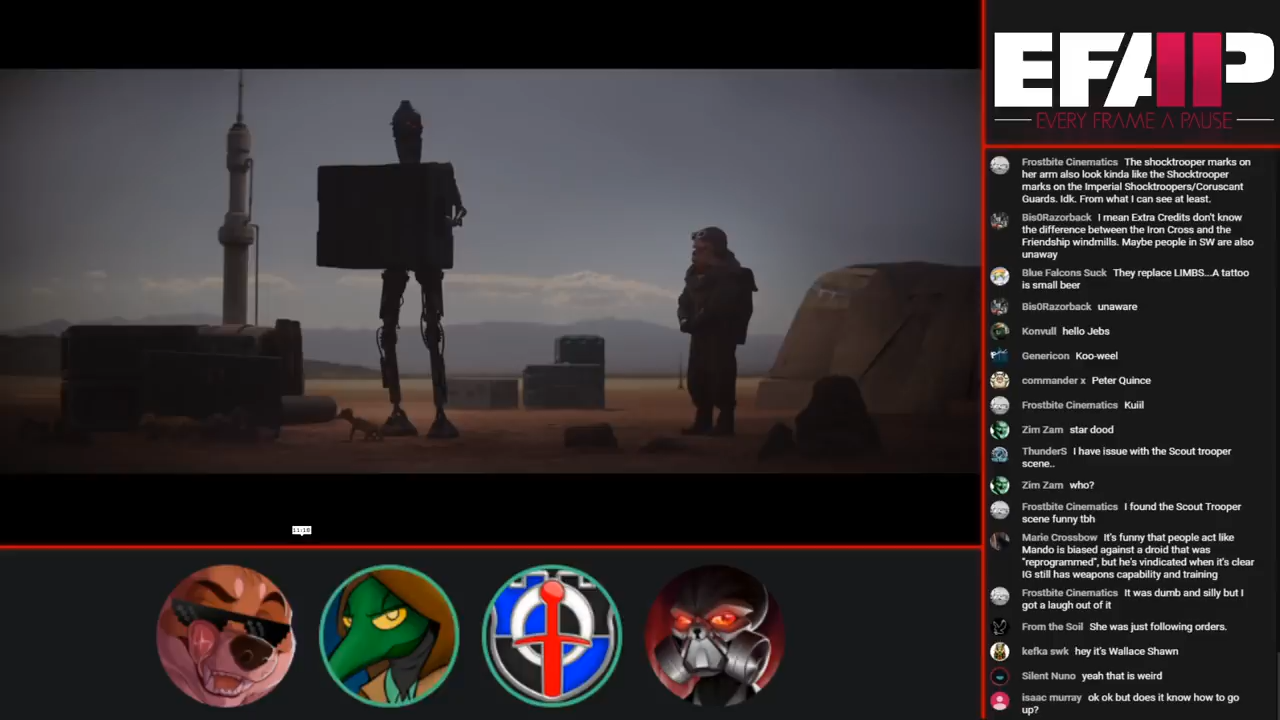 EFAP
EVERY FRAME A PAUSE
Frostbite Cinematics The shocktrooper marks on
her arm also look kinda like the Shocktrooper
marks on the Imperial Shocktroopers/Coruscant
Guards. Idk. From what I can see at least.
Bis0Razorback I mean Extra Credits don't know
the difference between the Iron Cross and the
Friendship windmills. Maybe people in SW are also
unaway
Blue Falcons Suck They replace LIMBS...A tattoo
is small beer
Bis0Razorback unaware
Konvull hello Jebs
Genericon Koo-weel
commander x Peter Quince
Frostbite Cinematics Kuiil
Zim Zam star dood
ThunderS I have issue with the Scout trooper
scene..
Zim Zam who?
Frostbite Cinematics I found the Scout Trooper
scene funny tbh
Marie Crossbow It's funny that people act like
Mando is biased against a droid that was
"reprogrammed", but he's vindicated when it's clear
IG still has weapons capability and training
Frostbite Cinematics It was dumb and silly but I
got a laugh out of it
From the Soil She was just following orders.
kefka swk hey it's Wallace Shawn
Silent Nuno yeah that is weird
isaac murray ok ok but does it know how to go
up?
11:18